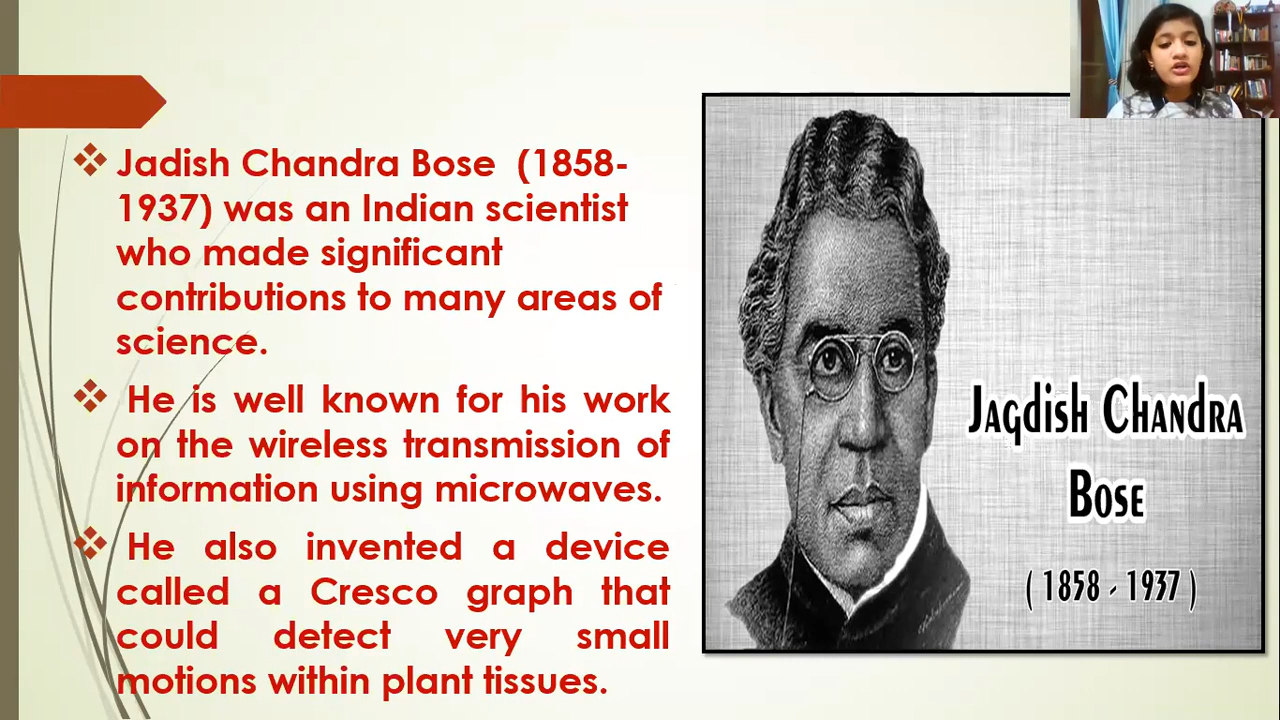 ❖ Jadish Chandra Bose (1858-
1937) was an Indian scientist
who made significant
contributions to many areas of
science.
❖ He is well known for his work
on the wireless transmission of
information using microwaves.
❖ He also invented a device
called a Cresco graph that
could detect very small
motions within plant tissues.
Jagdish Chandra
Bose
( 1858 - 1937 )